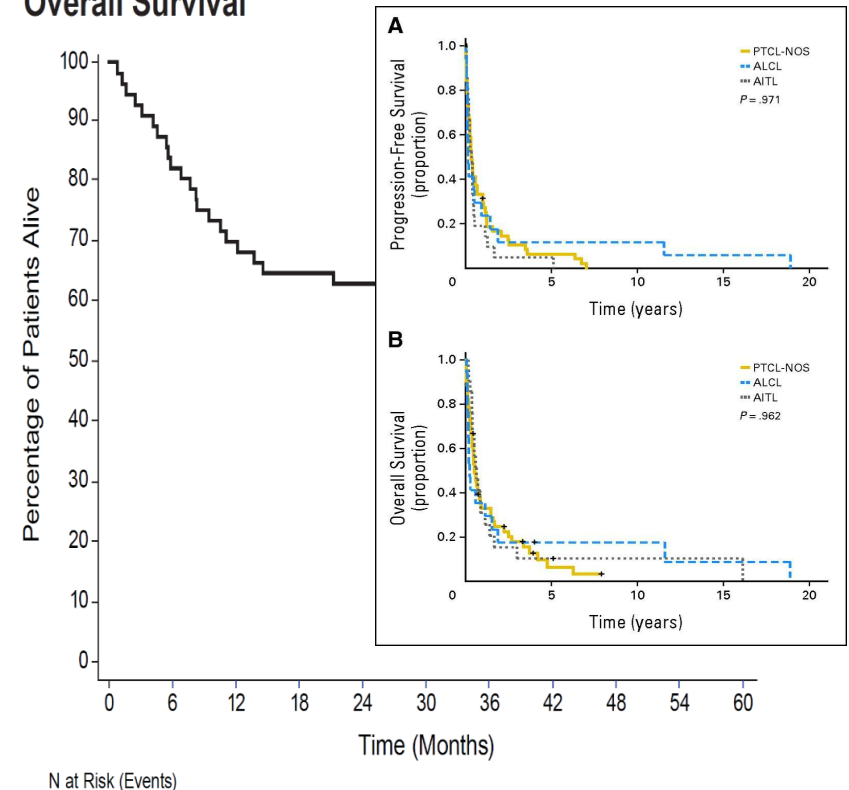 Overall Survival
Percentage of Patients Alive
100
90
80
70
60
50
40
30
20
10
0
0 6 12 18 24 30 36 42 48 54 60
Time (Months)
N at Risk (Events)
A
Progression-Free Survival
(proportion)
1.0
0.8
0.6
0.4
0.2
PTCL-NOS
ALCL
AITL
P = .971
0 5 10 15 20
Time (years)
B
Overall Survival
(proportion)
1.0
0.8
0.6
0.4
0.2
PTCL-NOS
ALCL
AITL
P = .962
0 5 10 15 20
Time (years)